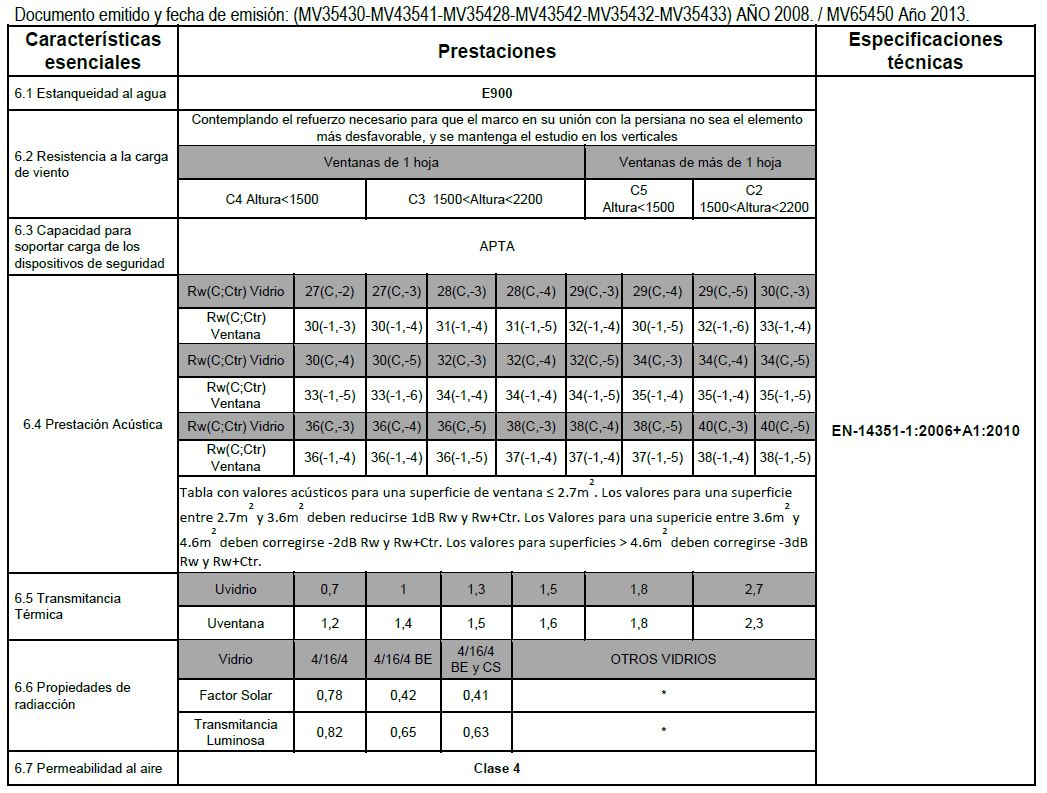 Documento emitido y fecha de emisión: (MV35430-MV43541-MV35428-MV43542-MV35432-MV35433) AÑO 2008. / MV65450 Año 2013.
Características esenciales
Prestaciones
Especificaciones técnicas
6.1 Estanqueidad al agua
E900
6.2 Resistencia a la carga de viento
Contemplando el refuerzo necesario para que el marco en su unión con la persiana no sea el elemento
más desfavorable, y se mantenga el estudio en los verticales
Ventanas de 1 hoja
Ventanas de más de 1 hoja
C4 Altura<1500
C3 1500<Altura<2200
C5 Altura<1500
C2 1500<Altura<2200
6.3 Capacidad para soportar carga de los dispositivos de seguridad
APTA
6.4 Prestación Acústica
Rw(C;Ctr) Vidrio 27(C,-2) 27(C,-3) 28(C,-3) 28(C,-4) 29(C,-3) 29(C,-4) 29(C,-5) 30(C,-3)
Rw(C;Ctr) Ventana 30(-1,-3) 30(-1,-4) 31(-1,-4) 31(-1,-5) 32(-1,-4) 30(-1,-5) 32(-1,-6) 33(-1,-4)
Rw(C;Ctr) Vidrio 30(C,-4) 30(C,-5) 32(C,-3) 32(C,-4) 32(C,-5) 34(C,-3) 34(C,-4) 34(C,-5)
Rw(C;Ctr) Ventana 33(-1,-5) 33(-1,-6) 34(-1,-4) 34(-1,-4) 34(-1,-5) 35(-1,-4) 35(-1,-4) 35(-1,-5)
Rw(C;Ctr) Vidrio 36(C,-3) 36(C,-4) 36(C,-5) 38(C,-3) 38(C,-4) 38(C,-5) 40(C,-3) 40(C,-5)
Rw(C;Ctr) Ventana 36(-1,-4) 36(-1,-4) 36(-1,-5) 37(-1,-4) 37(-1,-4) 37(-1,-5) 38(-1,-4) 38(-1,-5)
Tabla con valores acústicos para una superficie de ventana ≤ 2.7m². Los valores para una superficie
entre 2.7m² y 3.6m² deben reducirse 1dB Rw y Rw+Ctr. Los Valores para una supericie entre 3.6m² y
4.6m² deben corregirse -2dB Rw y Rw+Ctr. Los valores para superficies > 4.6m² deben corregirse -3dB
Rw y Rw+Ctr.
EN-14351-1:2006+A1:2010
6.5 Transmitancia Térmica
Uvidrio 0,7 1 1,3 1,5 1,8 2,7
Uventana 1,2 1,4 1,5 1,6 1,8 2,3
6.6 Propiedades de radiacción
Vidrio 4/16/4 4/16/4 BE 4/16/4 BE y CS OTROS VIDRIOS
Factor Solar 0,78 0,42 0,41 *
Transmitancia Luminosa 0,82 0,65 0,63 *
6.7 Permeabilidad al aire
Clase 4